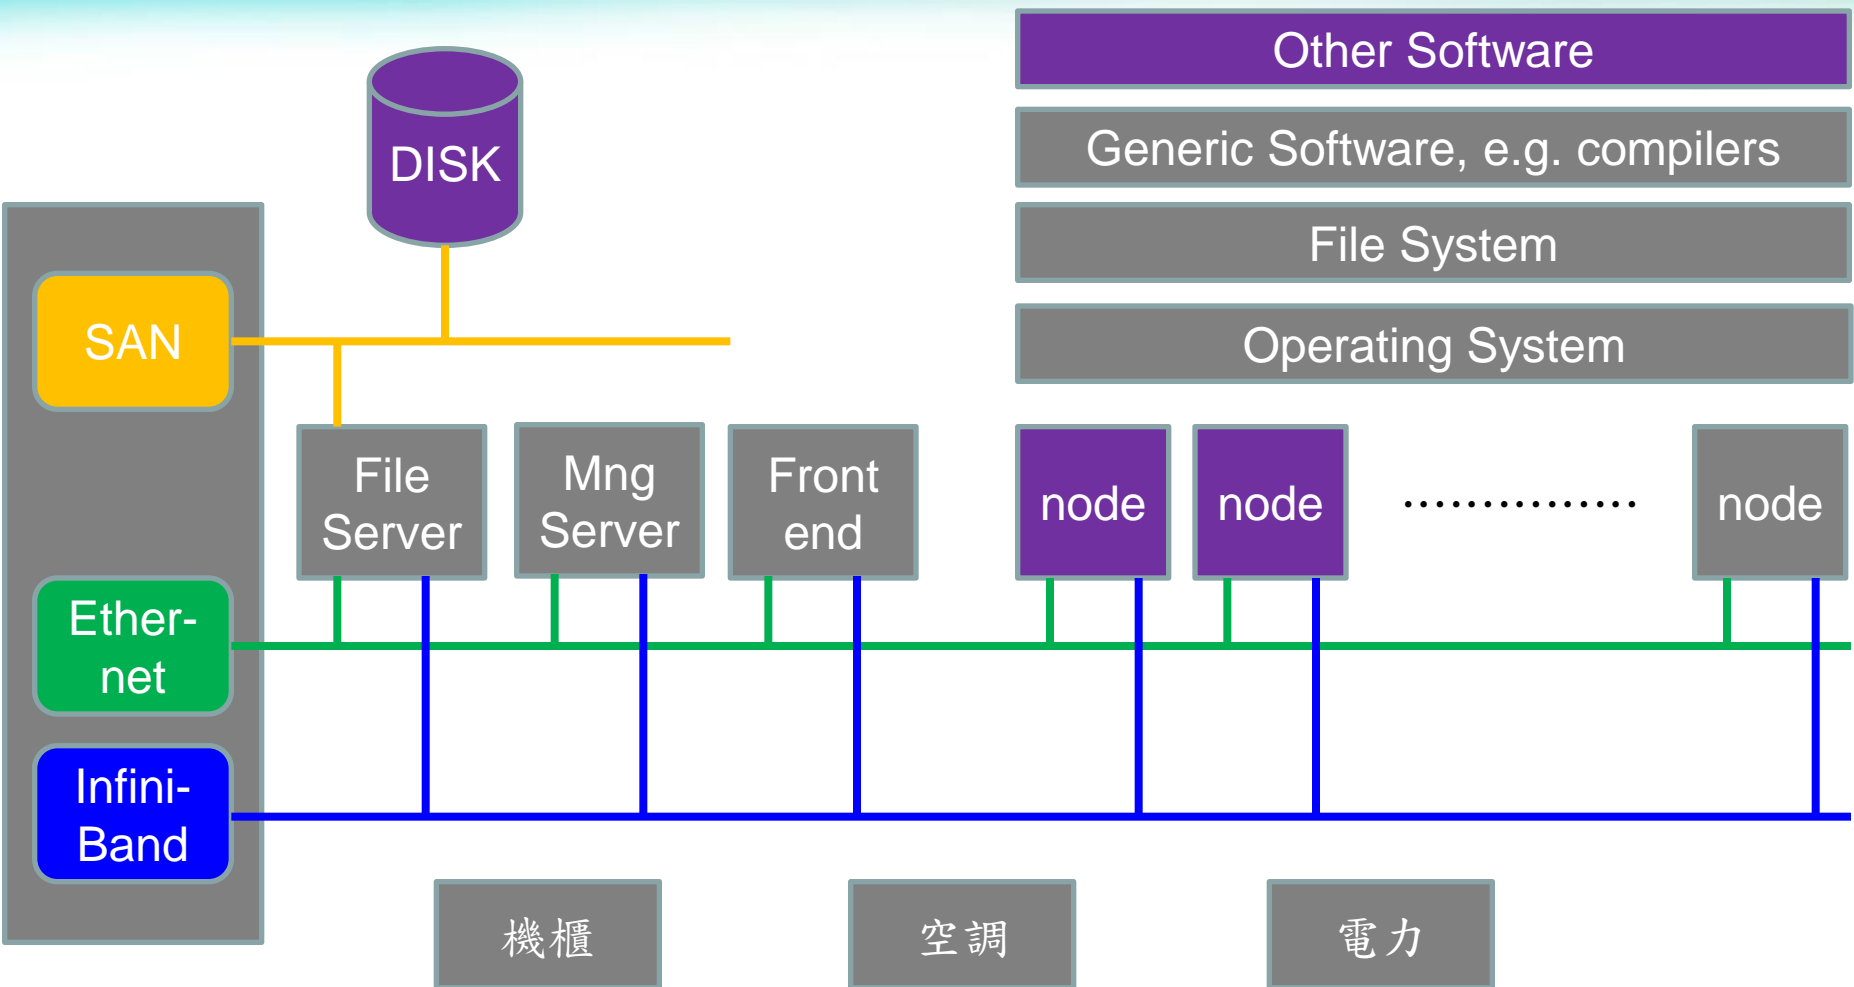 Other Software
DISK
Generic Software, e.g. compilers
File System
SAN
Operating System
File
Server
Mng
Server
Front
end
node
node
...............
node
Ether-
net
Infini-
Band
機櫃
空調
電力